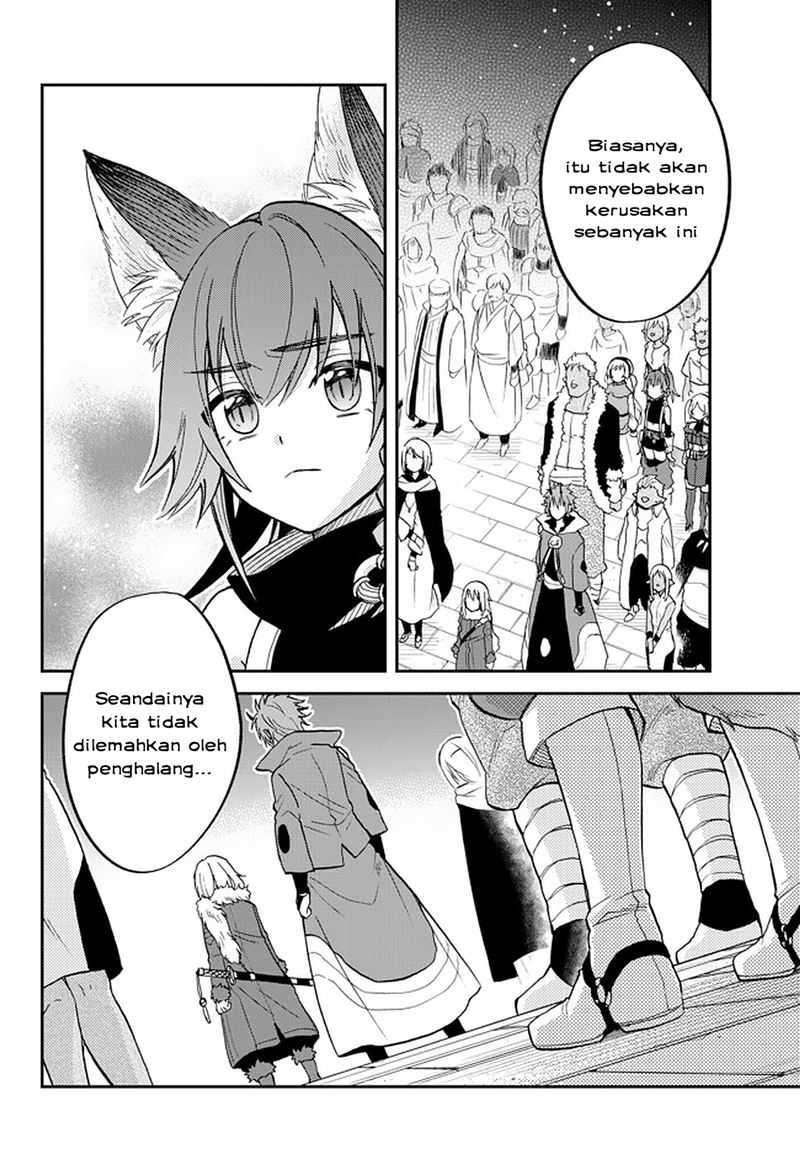 Biasanya,
itu tidak akan
menyebabkan
kerusakan
sebanyak ini
Seandainya
kita tidak
dilemahkan oleh
penghalang...